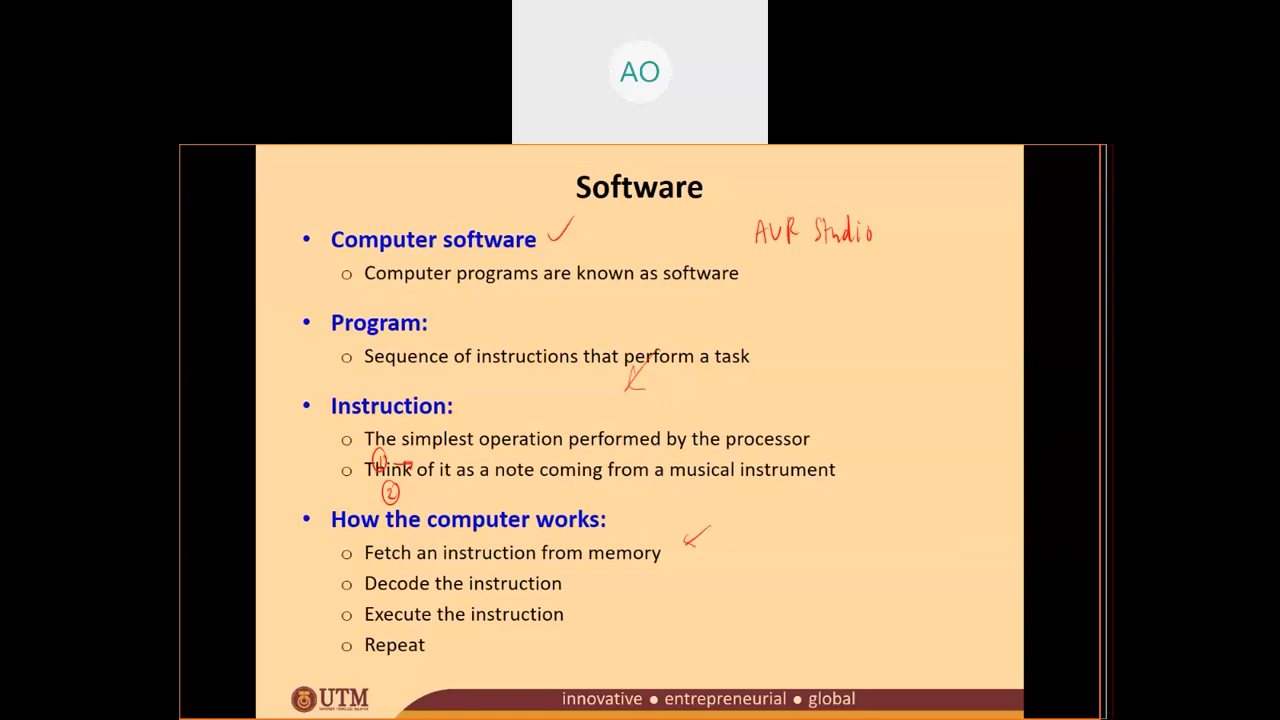 AO
Software
• Computer software
AVR Studio
o Computer programs are known as software
• Program:
o Sequence of instructions that perform a task
• Instruction:
o The simplest operation performed by the processor
1
o Think of it as a note coming from a musical instrument
2
• How the computer works:
o Fetch an instruction from memory
o Decode the instruction
o Execute the instruction
o Repeat
UTM
innovative ● entrepreneurial ● global